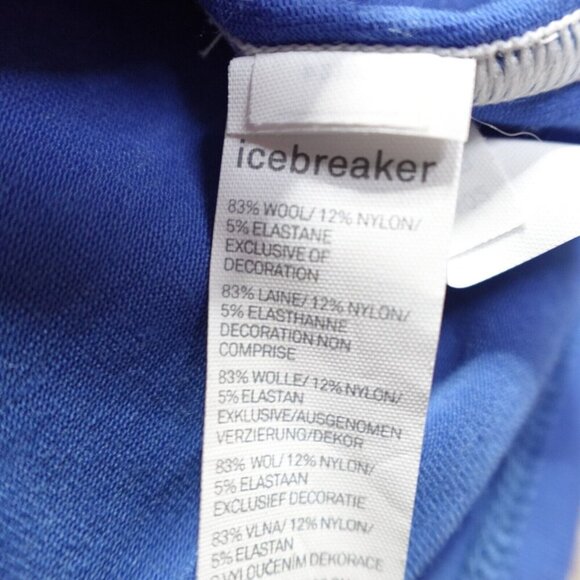 icebreaker
83% WOOL/ 12% NYLON/
5% ELASTANE
EXCLUSIVE OF
DECORATION
83% LAINE/ 12% NYLON/
5% ELASTHANNE
DECORATION NON
COMPRISE
83% WOLLE/ 12% NYLON/
5% ELASTAN
EXKLUSIVE/AUSGENOMEN
VERZIERUNG/DEKOR
83% WOL/ 12% NYLON/
5% ELASTAAN
EXCLUSIEF DECORATIE
83% VLNA/ 12% NYLON/
5% ELASTAN
S VYLOUČENÍM DEKORACE